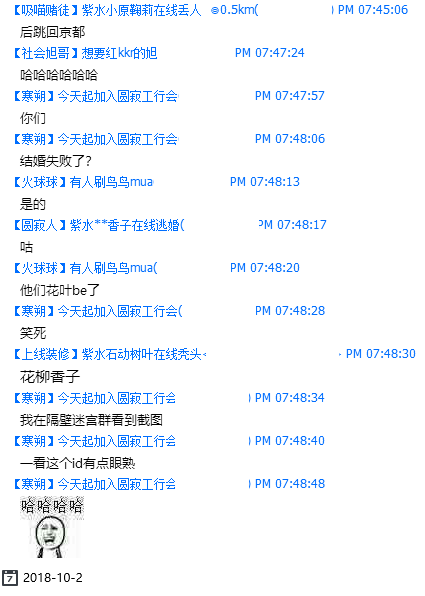 【吸喵赌徒】紫水小原鞠莉在线丢人 ⊕0.5km( ) PM 07:45:06
后跳回京都
【社会旭哥】想要红kkr的旭 PM 07:47:24
哈哈哈哈哈哈
【寒朔】今天起加入圆寂工行会 PM 07:47:57
你们
【寒朔】今天起加入圆寂工行会 PM 07:48:06
结婚失败了?
【火球球】有人刷鸟鸟mua PM 07:48:13
是的
【圆寂人】紫水**香子在线逃婚( PM 07:48:17
咕
【火球球】有人刷鸟鸟mua( PM 07:48:20
他们花叶be了
【寒朔】今天起加入圆寂工行会( PM 07:48:28
笑死
【上线装修】紫水石动树叶在线秃头< PM 07:48:30
花柳香子
【寒朔】今天起加入圆寂工行会 ) PM 07:48:34
我在隔壁迷宫群看到截图
【寒朔】今天起加入圆寂工行会 ) PM 07:48:40
一看这个id有点眼熟
【寒朔】今天起加入圆寂工行会 ) PM 07:48:48
哈哈哈哈
7 2018-10-2